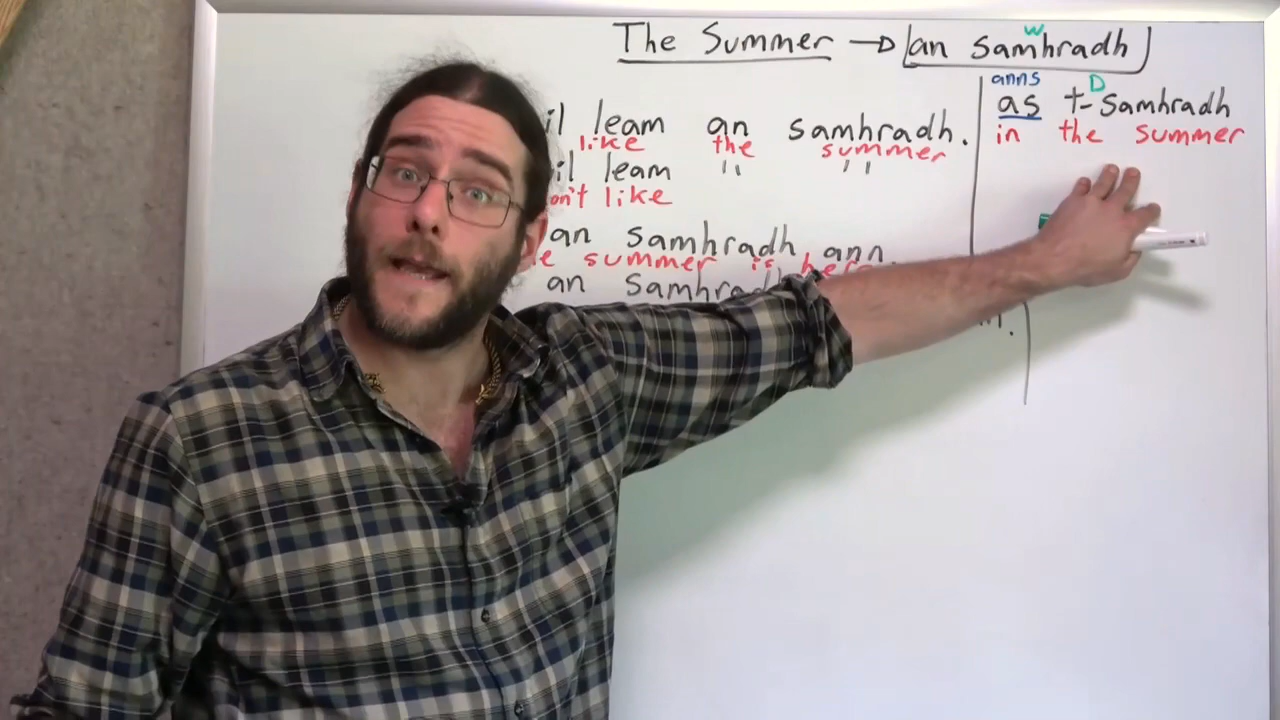 The Summer → an samhradh
W
il leam an samhradh.
like the summer
il leam " "
on't like
an samhradh ann.
e summer is here
an samhradh
anns D
as t-samhradh
in the summer